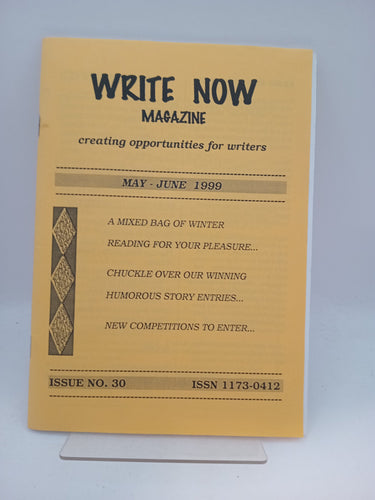 WRITE NOW
MAGAZINE
creating opportunities for writers
MAY - JUNE 1999
A MIXED BAG OF WINTER
READING FOR YOUR PLEASURE...
CHUCKLE OVER OUR WINNING
HUMOROUS STORY ENTRIES...
NEW COMPETITIONS TO ENTER...
ISSUE NO. 30 ISSN 1173-0412